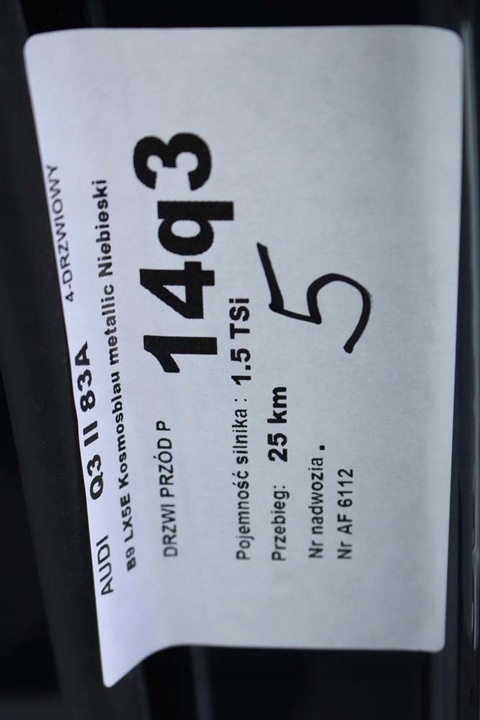 AUDI Q3 II 83A 4-DRZWIOWY
B9 LX5E Kosmosblau metallic Niebieski
DRZWI PRZÓD P 14q3
Pojemność silnika : 1.5 TSi
Przebieg: 25 km
5
Nr nadwozia .
Nr AF 6112